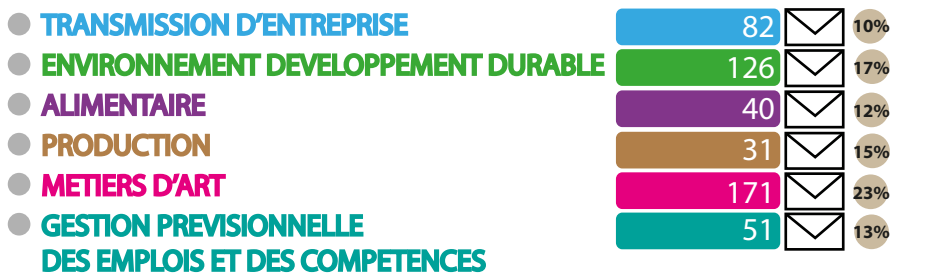 TRANSMISSION D'ENTREPRISE 82 10%
ENVIRONNEMENT DEVELOPPEMENT DURABLE 126 17%
ALIMENTAIRE 40 12%
PRODUCTION 31 15%
METIERS D'ART 171 23%
GESTION PREVISIONNELLE 51 13%
DES EMPLOIS ET DES COMPETENCES